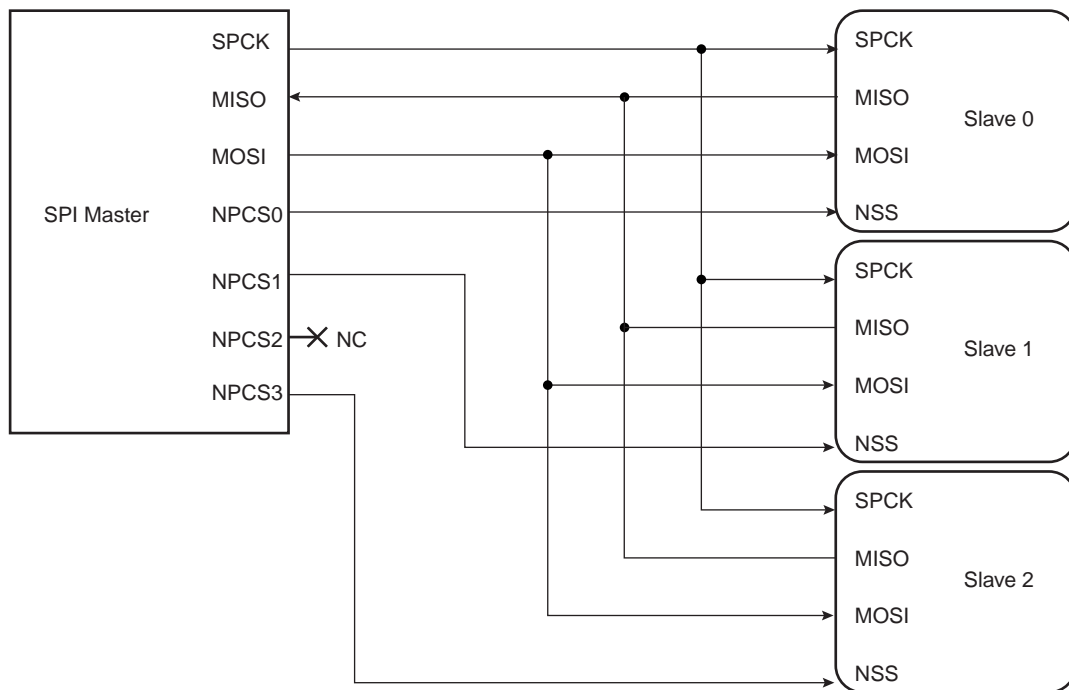 SPI Master
SPCK
MISO
MOSI
NPCS0
NPCS1
NPCS2
NC
NPCS3
SPCK
MISO
Slave 0
MOSI
NSS
SPCK
MISO
Slave 1
MOSI
NSS
SPCK
MISO
Slave 2
MOSI
NSS